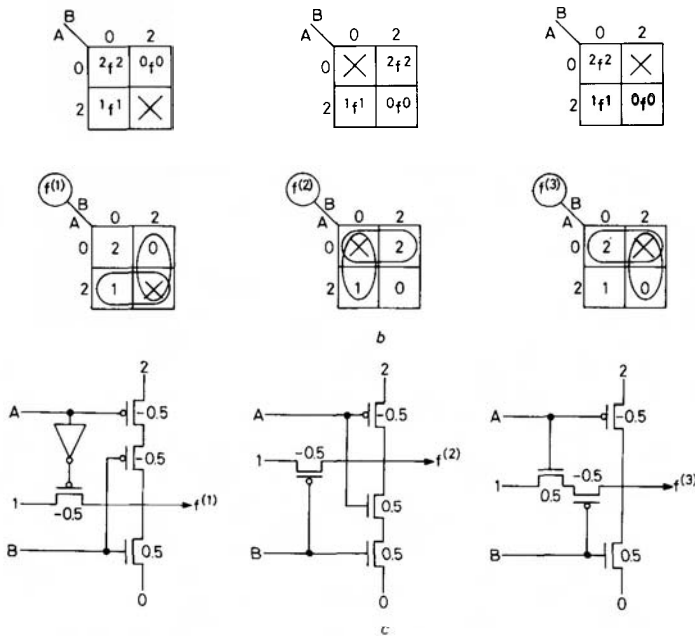 B
A 0 2
0 ²f² ⁰f⁰
2 ¹f¹ ×
B
A 0 2
0 × ²f²
2 ¹f¹ ⁰f⁰
B
A 0 2
0 ²f² ×
2 ¹f¹ ⁰f⁰
f⁽¹⁾
B
A 0 2
0 2 0
2 1 ×
f⁽²⁾
B
A 0 2
0 × 2
2 1 0
f⁽³⁾
B
A 0 2
0 2 ×
2 1 0
b
2
A -0.5
-0.5
1 f⁽¹⁾
-0.5
B 0.5
0
2
A -0.5
-0.5
1 f⁽²⁾
0.5
B 0.5
0
2
A -0.5
-0.5
1 f⁽³⁾
0.5
B 0.5
0
c